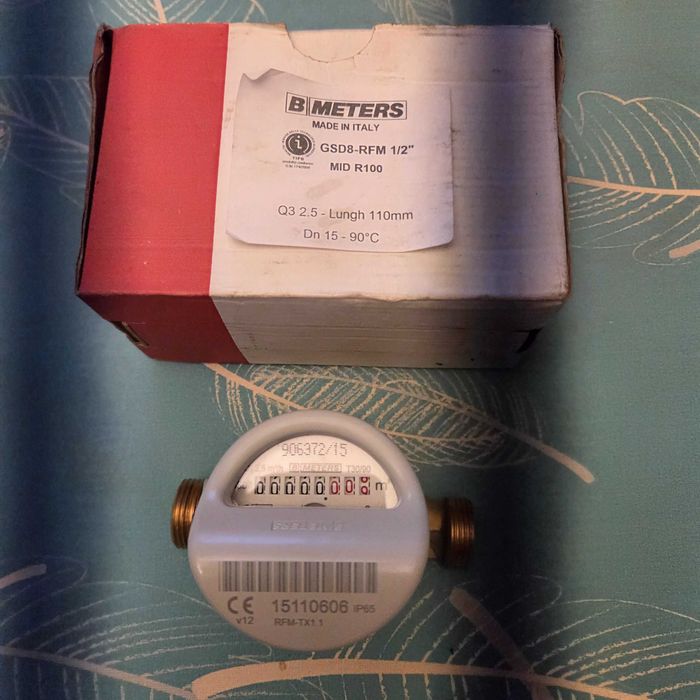 B METERS
MADE IN ITALY
GSD8-RFM 1/2"
MID R100
Q3 2.5 - Lungh 110mm
Dn 15 - 90°C
906372/15
B METERS T30/90
00000008 m
CE 15110606 IP65
v12 RFM-TX1.1